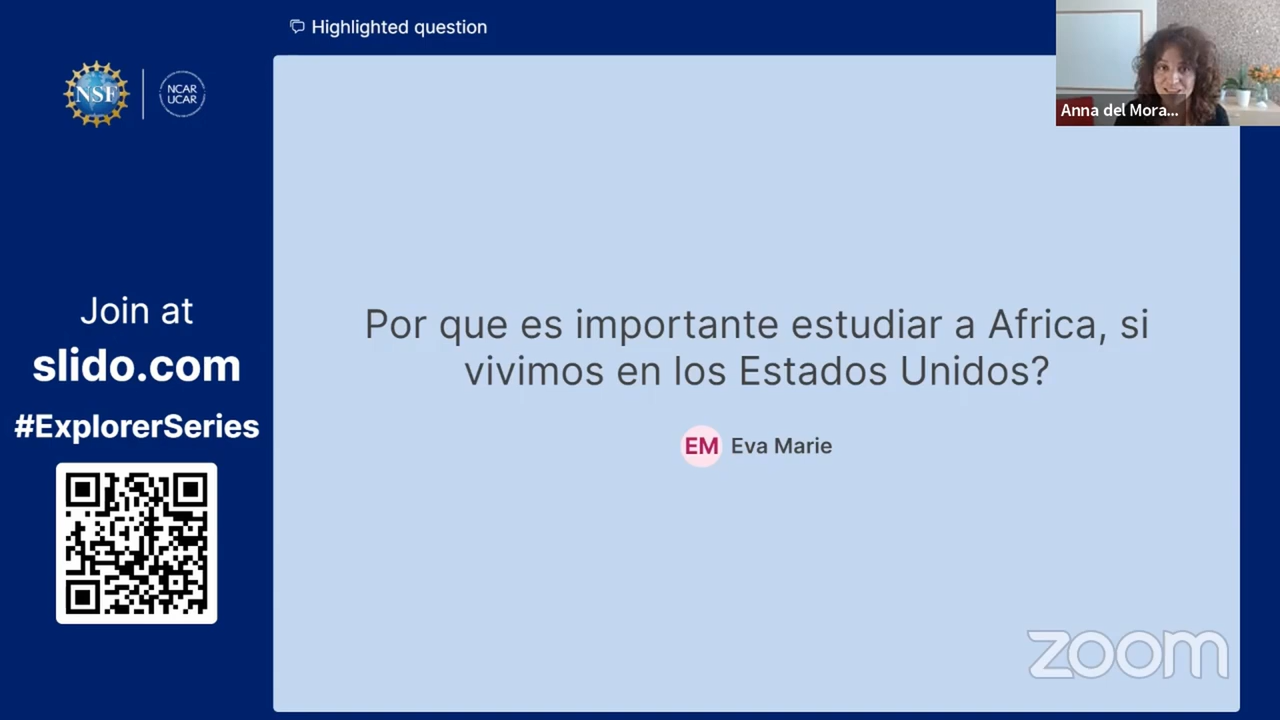 Highlighted question
NSF
NCAR
UCAR
Anna del Mora...
Por que es importante estudiar a Africa, si
vivimos en los Estados Unidos?
EM Eva Marie
Join at
slido.com
#ExplorerSeries
zoom